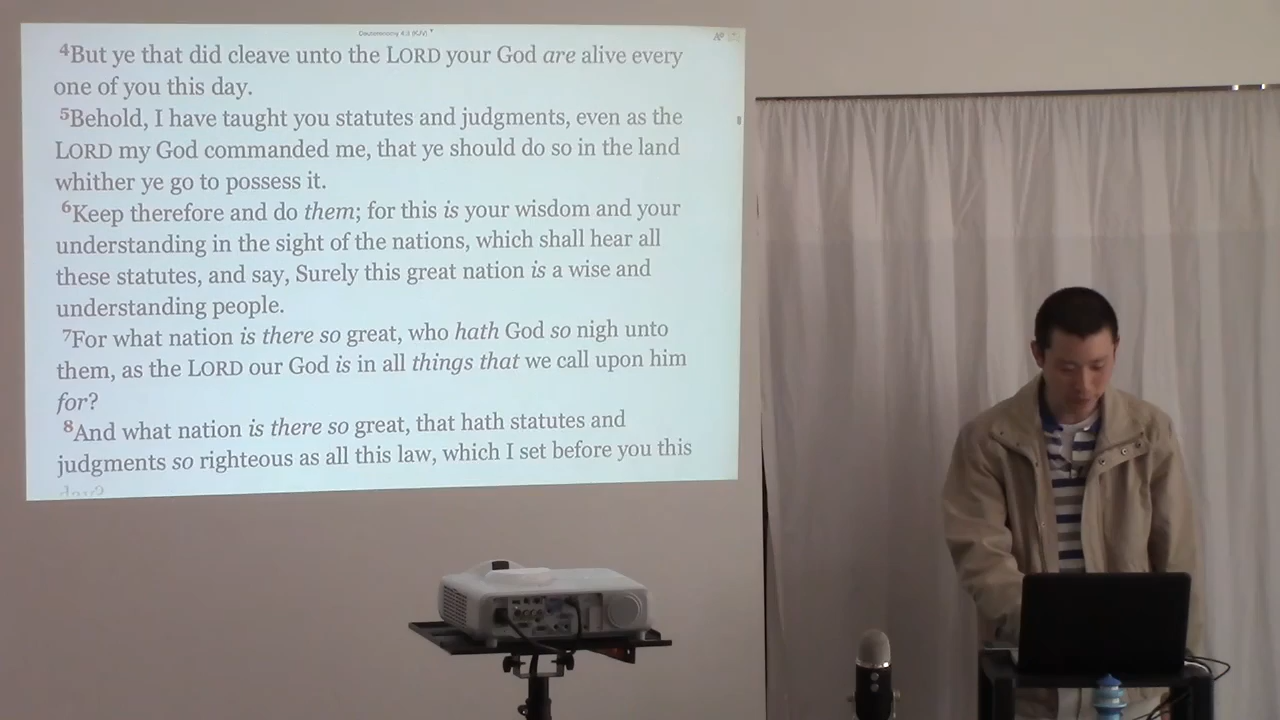 Deuteronomy 4:3 (KJV)
4But ye that did cleave unto the LORD your God are alive every
one of you this day.
5Behold, I have taught you statutes and judgments, even as the
LORD my God commanded me, that ye should do so in the land
whither ye go to possess it.
6Keep therefore and do them; for this is your wisdom and your
understanding in the sight of the nations, which shall hear all
these statutes, and say, Surely this great nation is a wise and
understanding people.
7For what nation is there so great, who hath God so nigh unto
them, as the LORD our God is in all things that we call upon him
for?
8And what nation is there so great, that hath statutes and
judgments so righteous as all this law, which I set before you this
day?